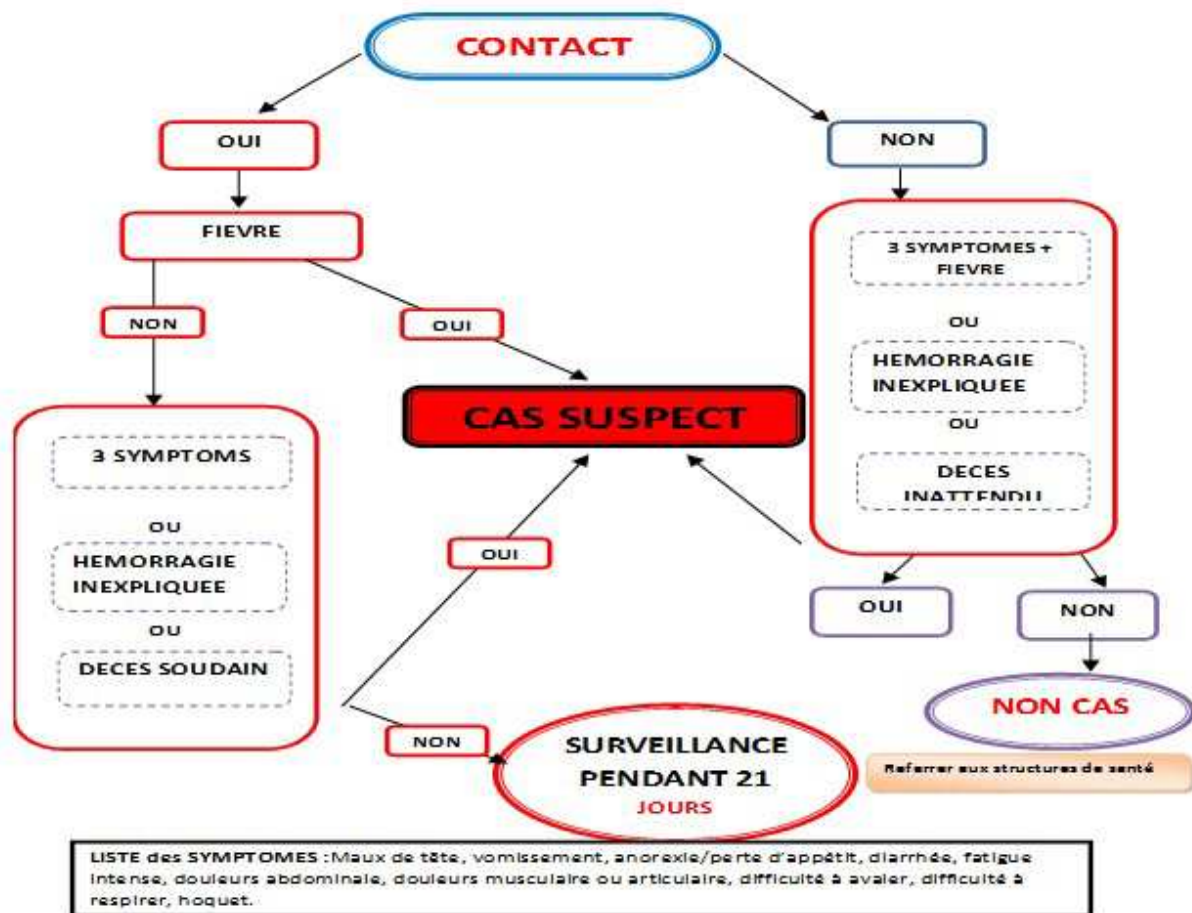 CONTACT
OUI
NON
FIEVRE
3 SYMPTOMES +
FIEVRE
NON
OUI
OU
HEMORRAGIE
INEXPLIQUEE
CAS SUSPECT
OU
3 SYMPTOMS
DECES
INATTENDU
OU
OUI
HEMORRAGIE
INEXPLIQUEE
OUI
NON
OU
DECES SOUDAIN
NON CAS
NON
SURVEILLANCE
PENDANT 21
JOURS
Referrer aux structures de santé
LISTE des SYMPTOMES :Maux de tête, vomissement, anorexie/perte d'appétit, diarrhée, fatigue
intense, douleurs abdominale, douleurs musculaire ou articulaire, difficulté à avaler, difficulté à
respirer, hoquet.